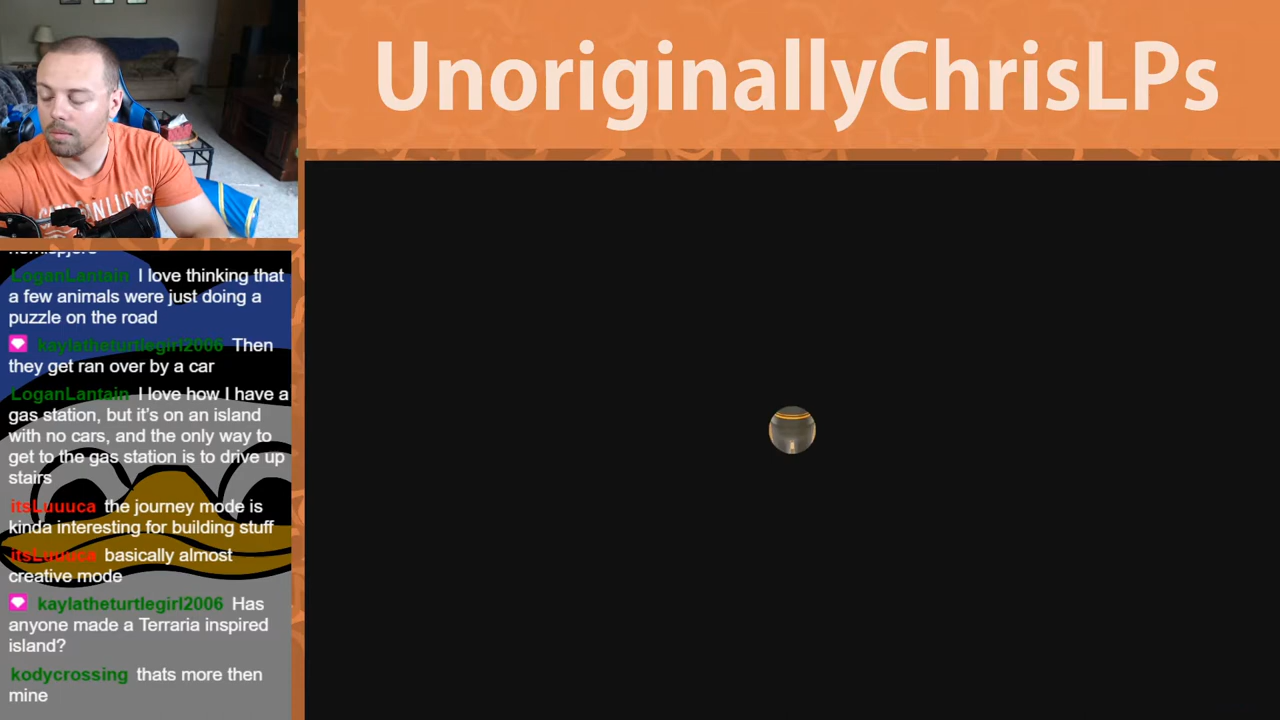 UnoriginallyChrisLPs
SAN LUCAS
LoganLantain I love thinking that
a few animals were just doing a
puzzle on the road
kaylatheturtlegirl2006 Then
they get ran over by a car
LoganLantain I love how I have a
gas station, but it's on an island
with no cars, and the only way to
get to the gas station is to drive up
stairs
itsLuuuca the journey mode is
kinda interesting for building stuff
itsLuuuca basically almost
creative mode
kaylatheturtlegirl2006 Has
anyone made a Terraria inspired
island?
kodycrossing thats more then
mine